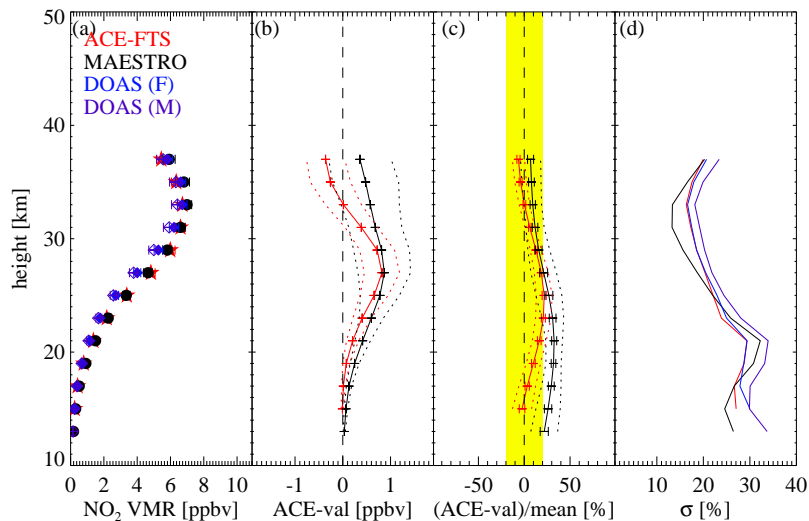 (a) (b) (c) (d)
ACE-FTS
MAESTRO
DOAS (F)
DOAS (M)
50
40
30
20
10
height [km]
0 2 4 6 8 10
NO2 VMR [ppbv]
-1 0 1
ACE-val [ppbv]
-50 0 50
(ACE-val)/mean [%]
0 10 20 30 40
σ [%]